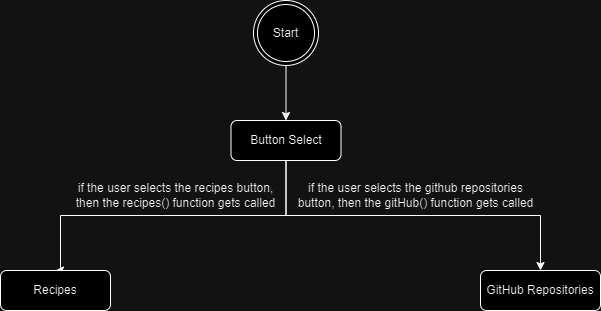 Start
Button Select
if the user selects the recipes button,
then the recipes() function gets called
if the user selects the github repositories
button, then the gitHub() function gets called
Recipes
GitHub Repositories